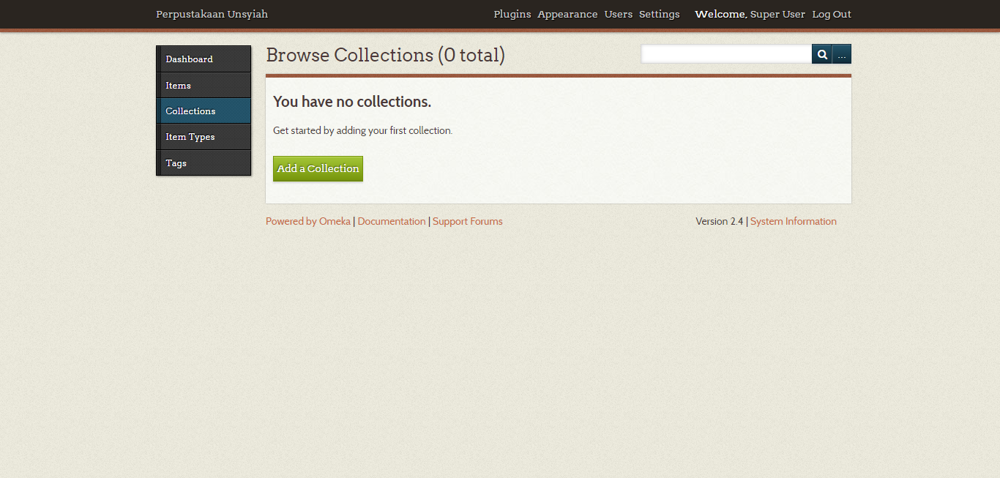 Perpustakaan Unsyiah
Plugins Appearance Users Settings Welcome, Super User Log Out
Dashboard
Items
Collections
Item Types
Tags
Browse Collections (0 total)
...
You have no collections.
Get started by adding your first collection.
Add a Collection
Powered by Omeka | Documentation | Support Forums
Version 2.4 | System Information